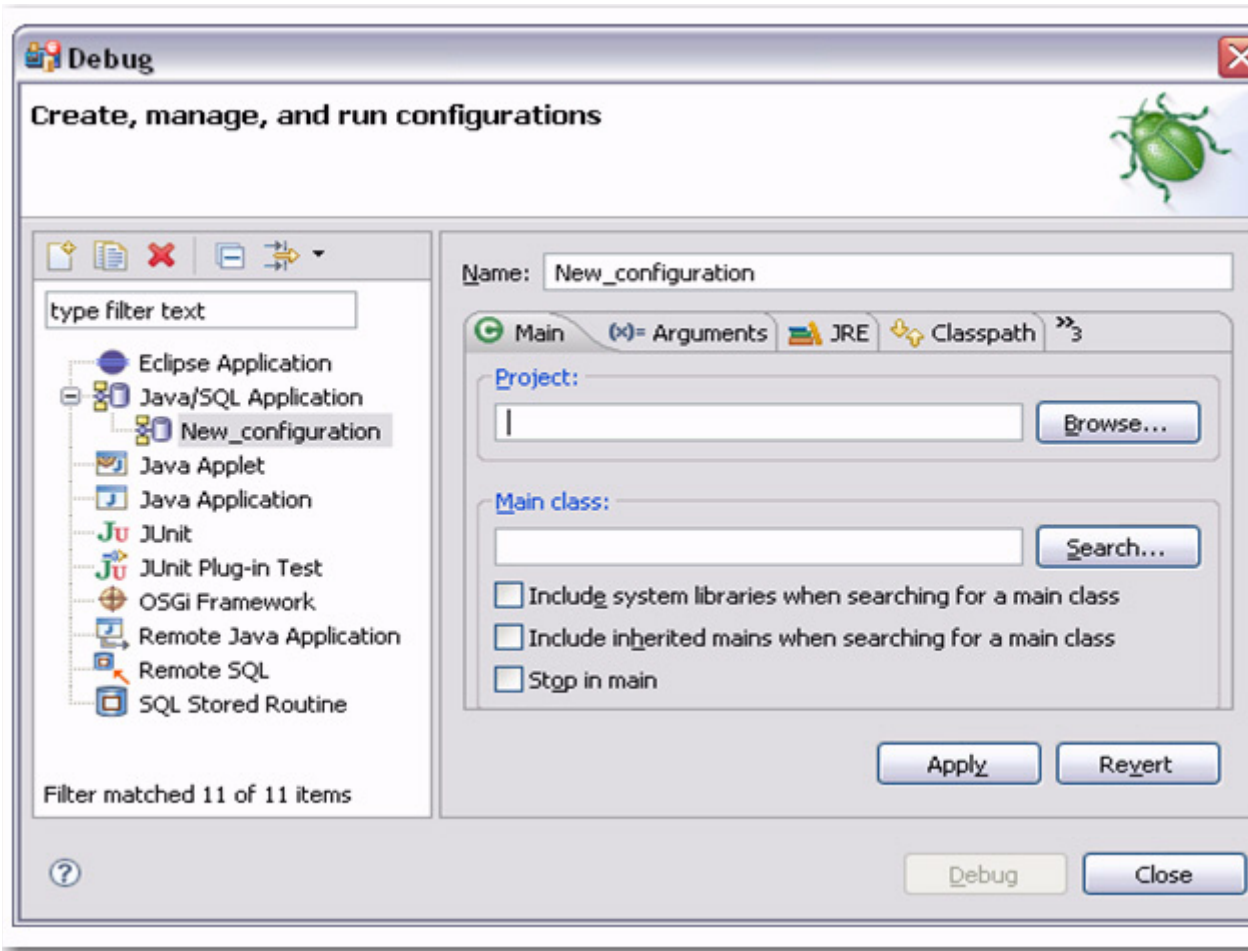 Debug
Create, manage, and run configurations
type filter text
Eclipse Application
Java/SQL Application
New_configuration
Java Applet
Java Application
JUnit
JUnit Plug-in Test
OSGi Framework
Remote Java Application
Remote SQL
SQL Stored Routine
Filter matched 11 of 11 items
Name: New_configuration
Main (x)= Arguments JRE Classpath »3
Project:
Browse...
Main class:
Search...
Include system libraries when searching for a main class
Include inherited mains when searching for a main class
Stop in main
Apply Revert
Debug Close